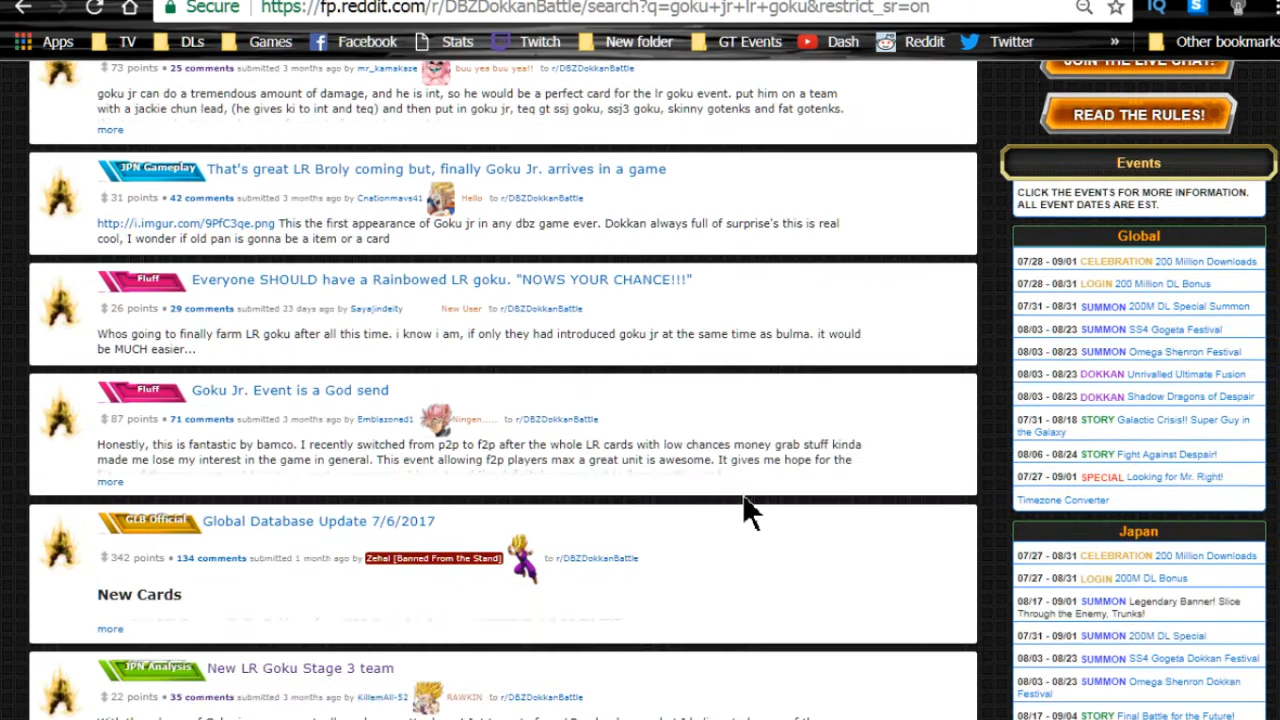 Secure https://fp.reddit.com/r/DBZDokkanBattle/search?q=goku+jr+lr+goku&restrict_sr=on
Apps TV DLs Games Facebook Stats Twitch New folder GT Events Dash Reddit Twitter » Other bookmarks
73 points • 25 comments submitted 3 months ago by mr_kamakaze buu yea buu yea!! to r/DBZDokkanBattle
goku jr can do a tremendous amount of damage, and he is int, so he would be a perfect card for the lr goku event. put him on a team
with a jackie chun lead, (he gives ki to int and teq) and then put in goku jr, teq gt ssj goku, ssj3 goku, skinny gotenks and fat gotenks.
more
JPN Gameplay That's great LR Broly coming but, finally Goku Jr. arrives in a game
31 points • 42 comments submitted 3 months ago by Cnationmavs41 Hello to r/DBZDokkanBattle
http://i.imgur.com/9PfC3qe.png This the first appearance of Goku jr in any dbz game ever. Dokkan always full of surprise's this is real
cool, I wonder if old pan is gonna be a item or a card
Fluff Everyone SHOULD have a Rainbowed LR goku. "NOWS YOUR CHANCE!!!"
26 points • 29 comments submitted 23 days ago by Sayajindeity New User to r/DBZDokkanBattle
Whos going to finally farm LR goku after all this time. i know i am, if only they had introduced goku jr at the same time as bulma. it would
be MUCH easier...
Fluff Goku Jr. Event is a God send
87 points • 71 comments submitted 3 months ago by Emblazoned1 Ningen..... to r/DBZDokkanBattle
Honestly, this is fantastic by bamco. I recently switched from p2p to f2p after the whole LR cards with low chances money grab stuff kinda
made me lose my interest in the game in general. This event allowing f2p players max a great unit is awesome. It gives me hope for the
more
GLB Official Global Database Update 7/6/2017
342 points • 134 comments submitted 1 month ago by Zehal [Banned From the Stand] to r/DBZDokkanBattle
New Cards
more
JPN Analysis New LR Goku Stage 3 team
22 points • 35 comments submitted 3 months ago by KillemAll-52 RAWKIN to r/DBZDokkanBattle
JOIN THE LIVE CHAT!
READ THE RULES!
Events
CLICK THE EVENTS FOR MORE INFORMATION.
ALL EVENT DATES ARE EST.
Global
07/28 - 09/01 CELEBRATION 200 Million Downloads
07/28 - 09/01 LOGIN 200 Million DL Bonus
07/31 - 08/31 SUMMON 200M DL Special Summon
08/03 - 08/23 SUMMON SS4 Gogeta Festival
08/03 - 08/23 SUMMON Omega Shenron Festival
08/03 - 08/23 DOKKAN Unrivalled Ultimate Fusion
08/03 - 08/23 DOKKAN Shadow Dragons of Despair
07/31 - 08/18 STORY Galactic Crisis!! Super Guy in
the Galaxy
08/06 - 08/24 STORY Fight Against Despair!
07/27 - 09/01 SPECIAL Looking for Mr. Right!
Timezone Converter
Japan
07/27 - 08/31 CELEBRATION 200 Million Downloads
07/27 - 08/31 LOGIN 200M DL Bonus
08/17 - 09/01 SUMMON Legendary Banner! Slice
Through the Enemy, Trunks!
07/31 - 09/01 SUMMON 200M DL Special
08/03 - 08/23 SUMMON SS4 Gogeta Dokkan Festival
08/03 - 08/23 SUMMON Omega Shenron Dokkan
Festival
08/17 - 09/04 STORY Final Battle for the Future!